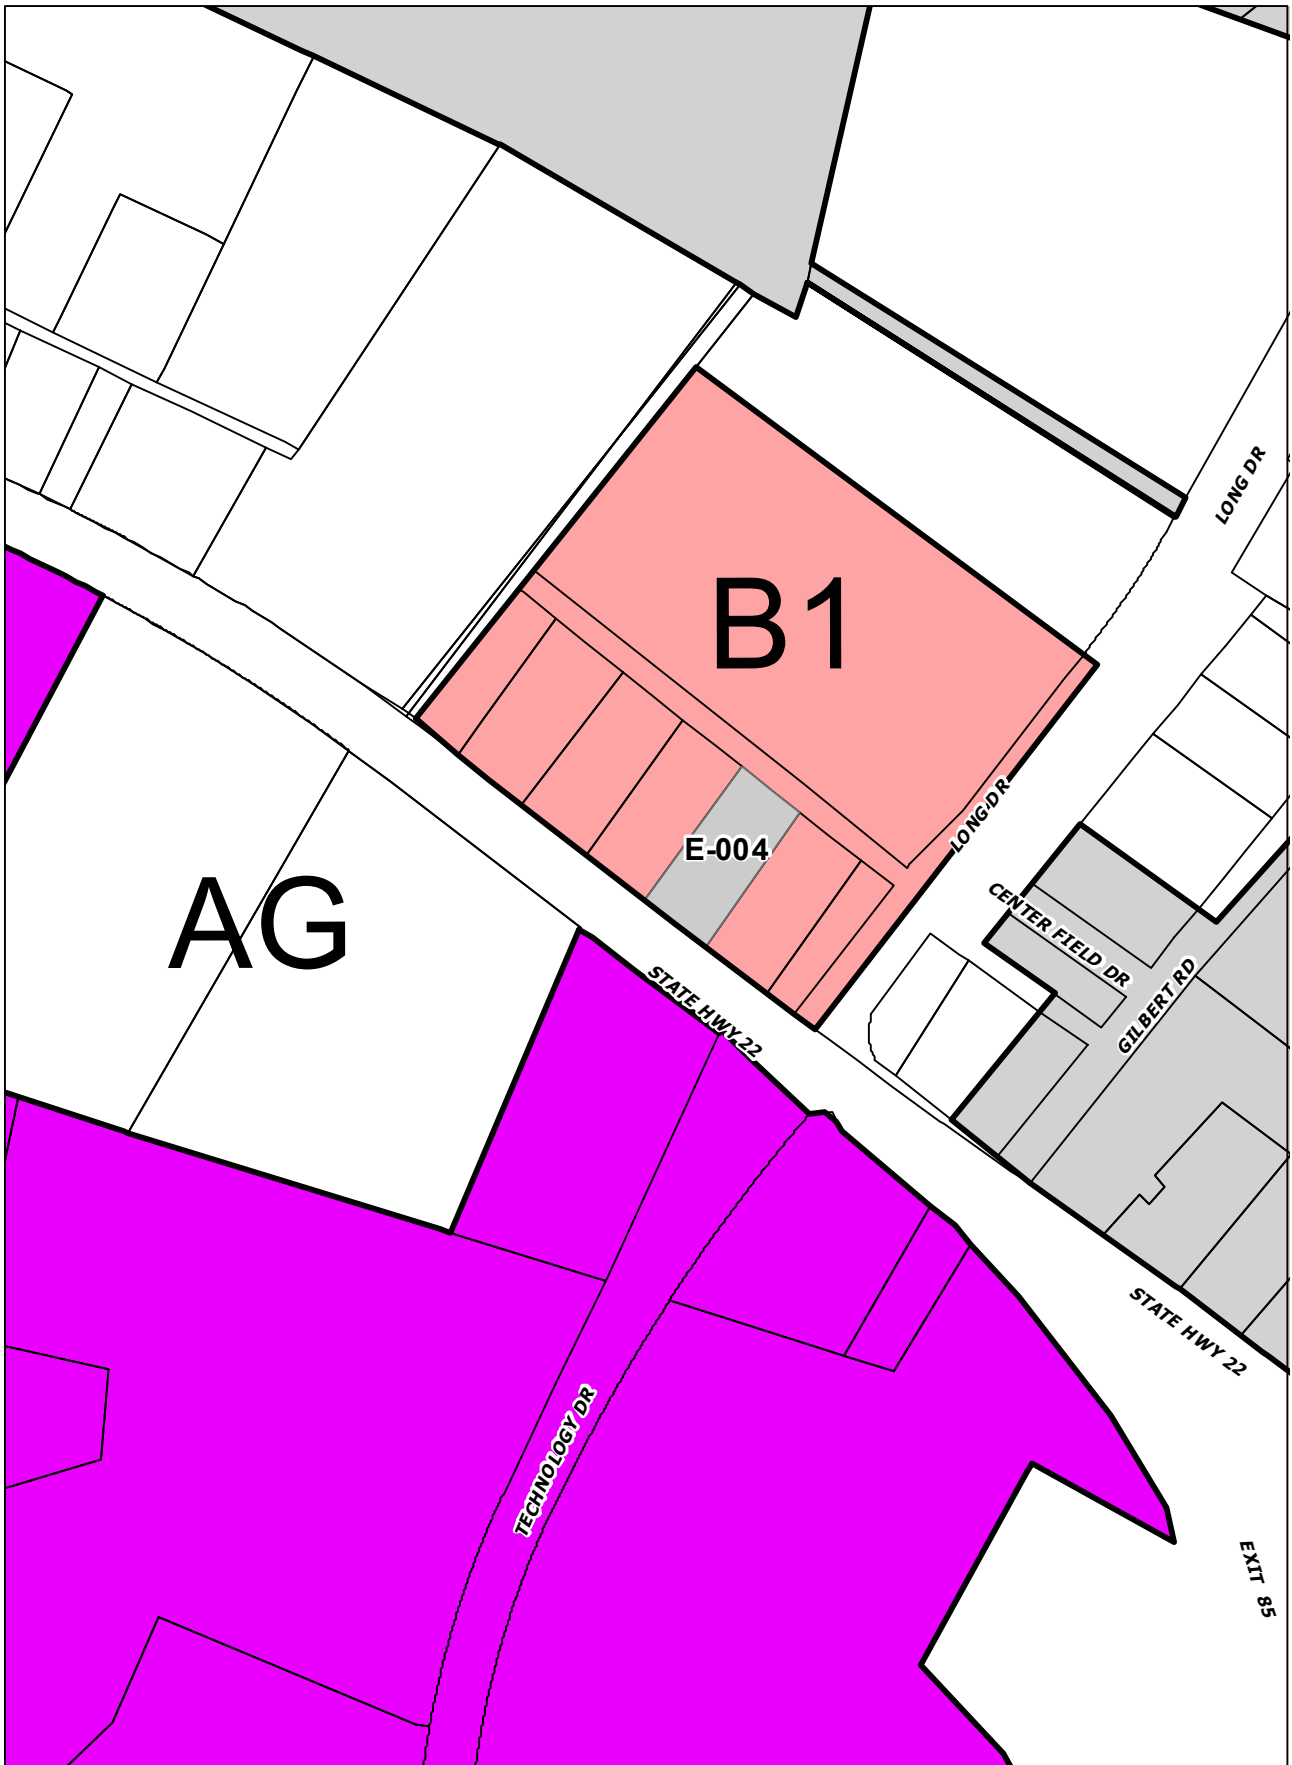 LONG DR
B1
LONG DR
E-004
AG
CENTER FIELD DR
GILBERT RD
STATE HWY 22
STATE HWY 22
TECHNOLOGY DR
EXIT 85